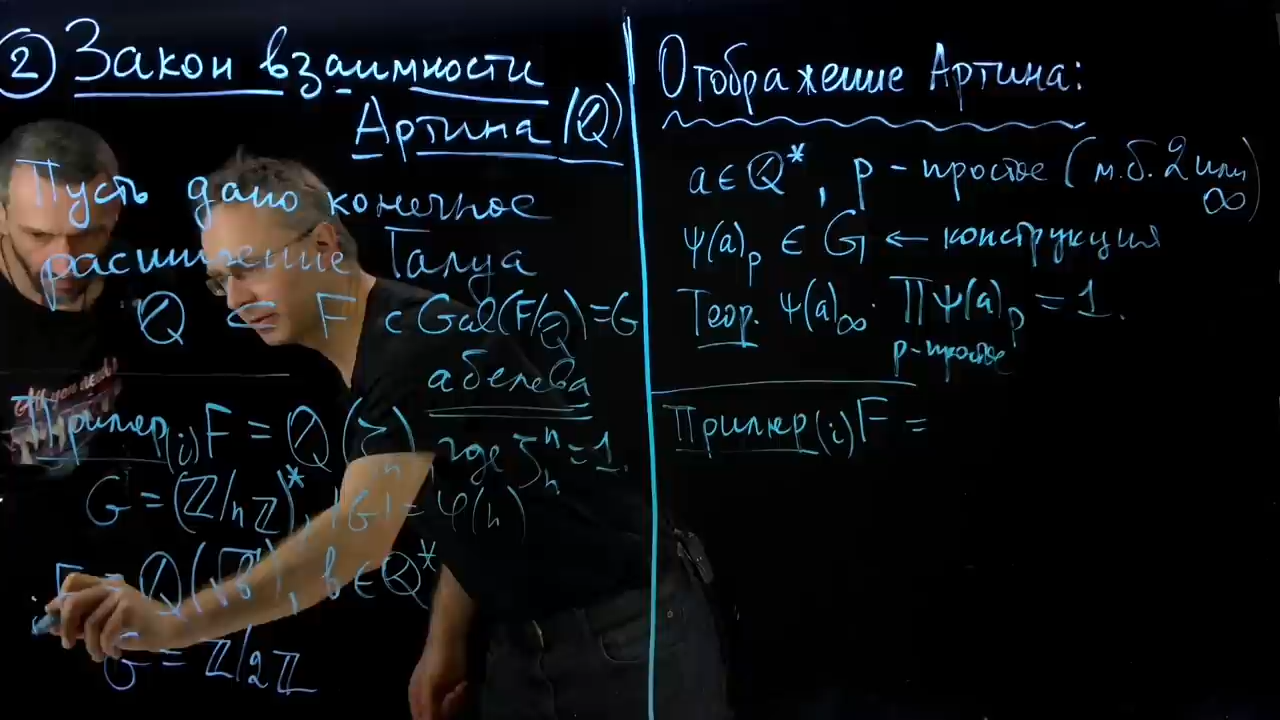 ② Закон взаимности
Артина (Q)
Пусть дано конечное
расширение Галуа
Q ⊂ F с Gal(F/Q)=G
абелева
Пример (i) F = Q(ζₙ), где ζₙⁿ = 1.
G = (Z/nZ)*, |G| = φ(n)
F = Q(√b), b ∈ Q*
G = Z/2Z
Отображение Артина:
a ∈ Q*, p - простое (м.б. 2 или
∞)
ψ(a)ₚ ∈ G ← конструкция
Теор. ψ(a)∞ · Π ψ(a)ₚ = 1.
p-простое
Пример (i) F =